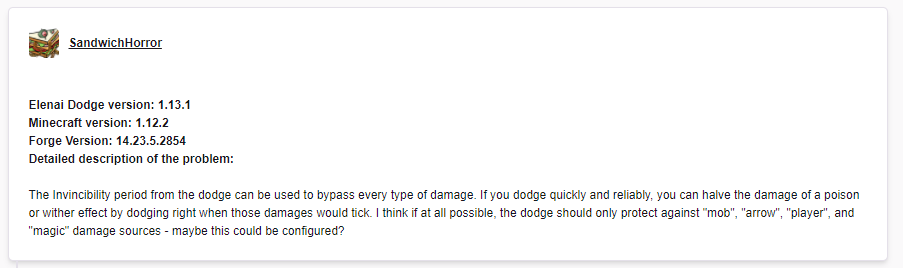 SandwichHorror
Elenai Dodge version: 1.13.1
Minecraft version: 1.12.2
Forge Version: 14.23.5.2854
Detailed description of the problem:
The Invincibility period from the dodge can be used to bypass every type of damage. If you dodge quickly and reliably, you can halve the damage of a poison
or wither effect by dodging right when those damages would tick. I think if at all possible, the dodge should only protect against "mob", "arrow", "player", and
"magic" damage sources - maybe this could be configured?